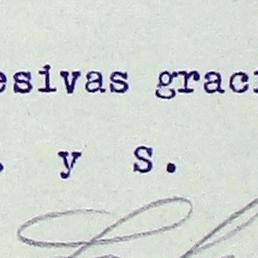 esivas graci
. y s.